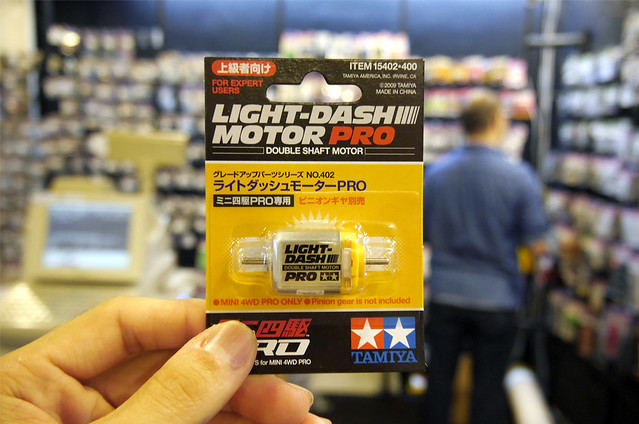 上級者向け
FOR EXPERT
USERS
ITEM 15402•400
TAMIYA AMERICA, INC. IRVINE, CA
©2009 TAMIYA
MADE IN CHINA
LIGHT-DASH
MOTOR PRO
DOUBLE SHAFT MOTOR
グレードアップパーツシリーズ NO.402
ライトダッシュモーターPRO
ミニ四駆PRO専用 ピニオンギヤ別売
LIGHT-DASH
DOUBLE SHAFT MOTOR
PRO
● MINI 4WD PRO ONLY ● Pinion gear is not included
四駆
PRO
FOR MINI 4WD PRO
TAMIYA